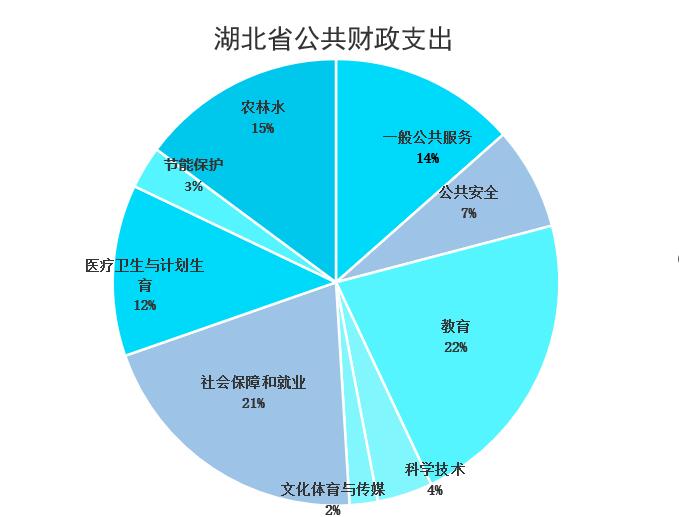 湖北省公共财政支出
农林水
15%
一般公共服务
14%
节能保护
3%
公共安全
7%
医疗卫生与计划生
育
12%
教育
22%
社会保障和就业
21%
科学技术
4%
文化体育与传媒
2%